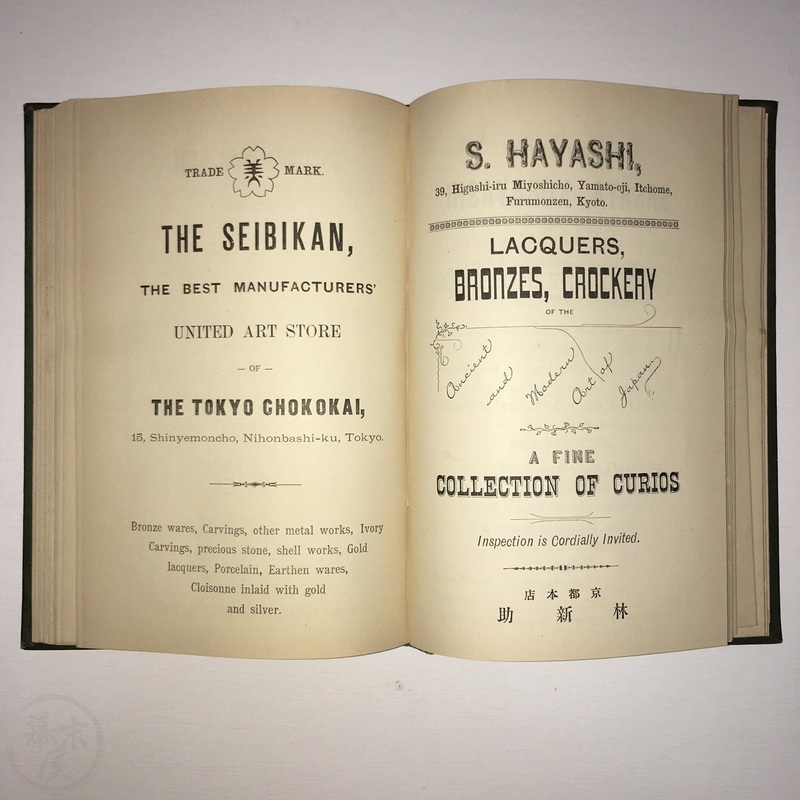 TRADE 美 MARK.
THE SEIBIKAN,
THE BEST MANUFACTURERS'
UNITED ART STORE
— OF —
THE TOKYO CHOKOKAI,
15, Shinyemoncho, Nihonbashi-ku, Tokyo.
Bronze wares, Carvings, other metal works, Ivory
Carvings, precious stone, shell works, Gold
lacquers, Porcelain, Earthen wares,
Cloisonne inlaid with gold
and silver.
S. HAYASHI,
39, Higashi-iru Miyoshicho, Yamato-oji, Itchome,
Furumonzen, Kyoto.
LACQUERS,
BRONZES, CROCKERY
OF THE
Ancient and Modern Art of Japan.
A FINE
COLLECTION OF CURIOS
Inspection is Cordially Invited.
店本都京
助新林